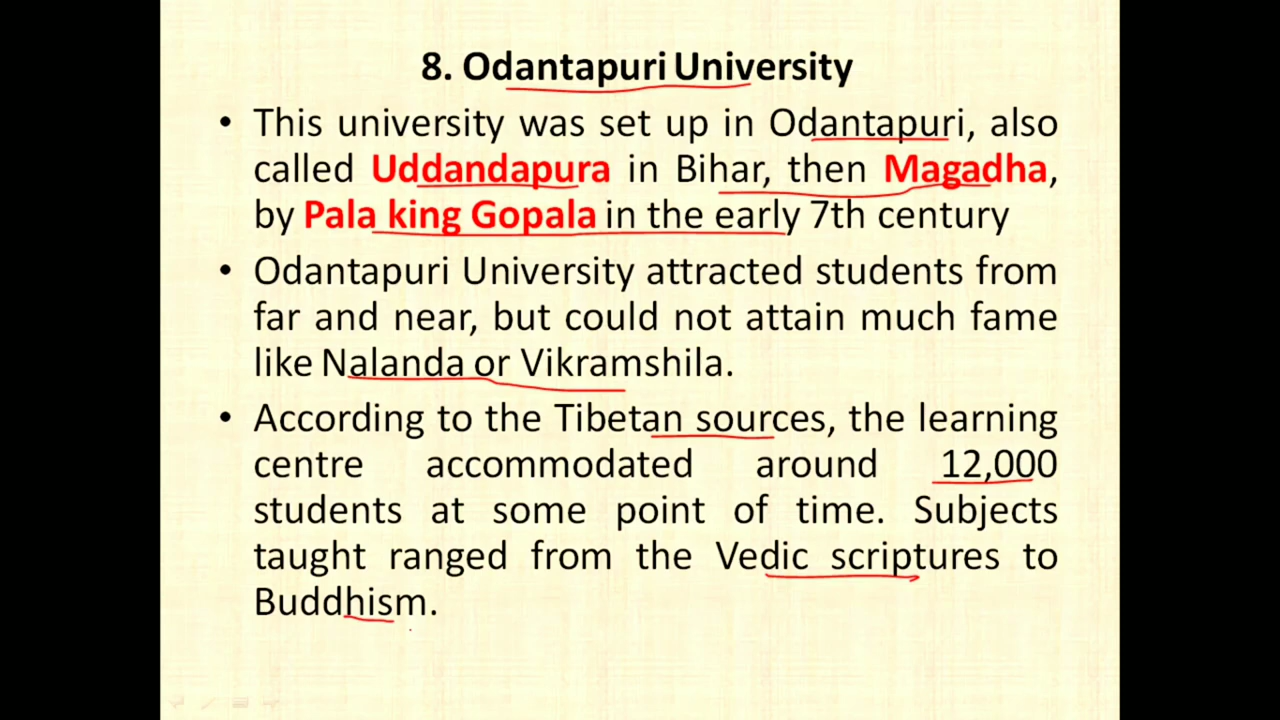 8. Odantapuri University
• This university was set up in Odantapuri, also
called Uddandapura in Bihar, then Magadha,
by Pala king Gopala in the early 7th century
• Odantapuri University attracted students from
far and near, but could not attain much fame
like Nalanda or Vikramshila.
• According to the Tibetan sources, the learning
centre accommodated around 12,000
students at some point of time. Subjects
taught ranged from the Vedic scriptures to
Buddhism.